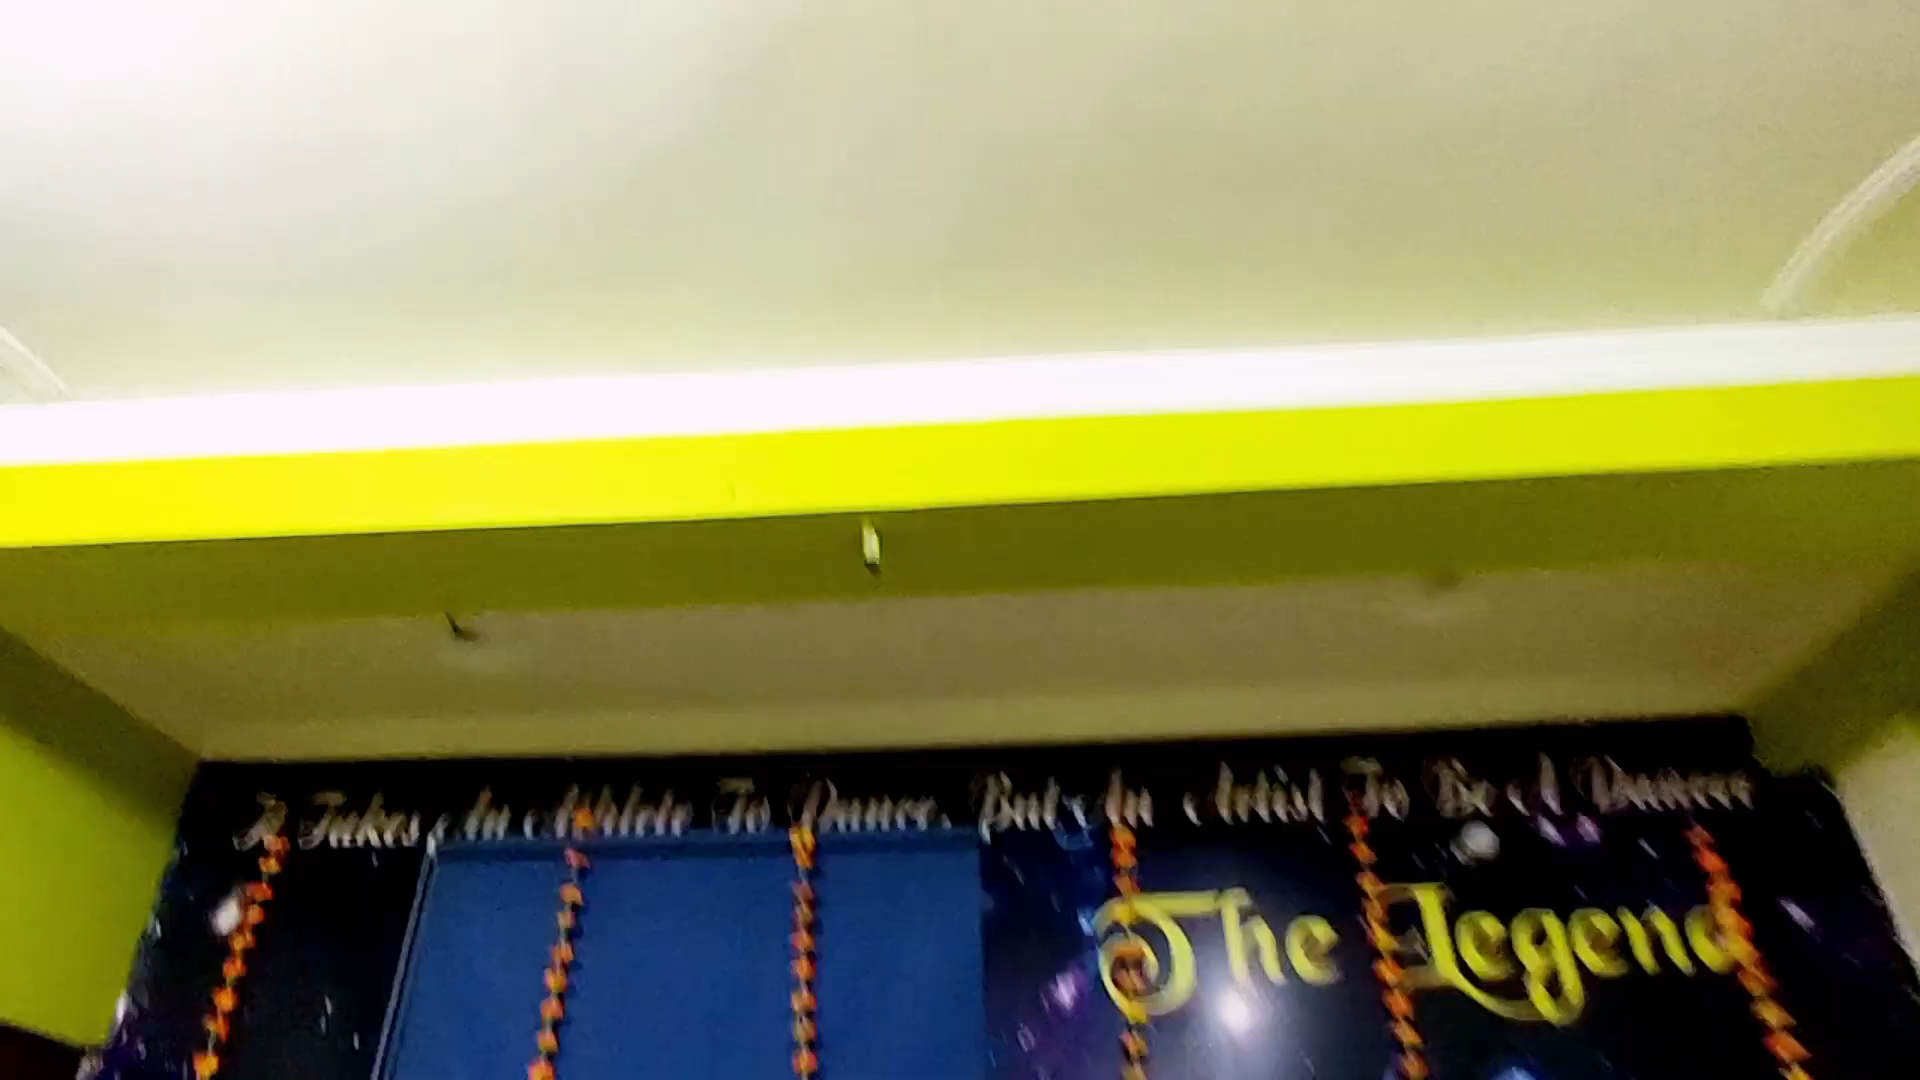 It Takes An Athlete To Dance, But An Artist To Be A Dancer
The Legend